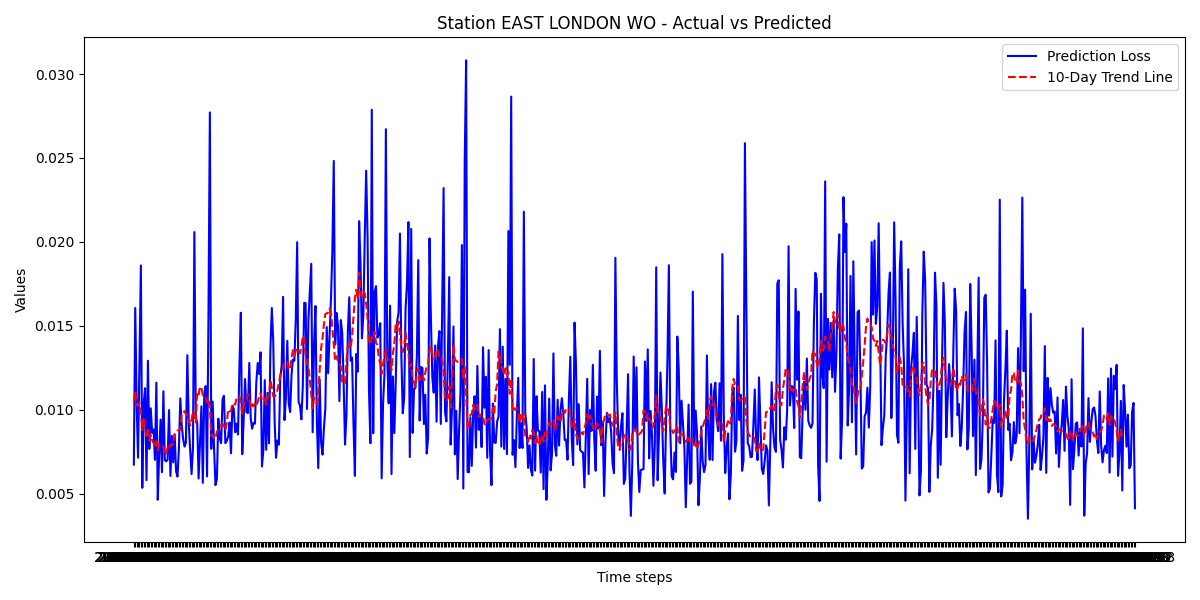 Station EAST LONDON WO - Actual vs Predicted
Prediction Loss
10-Day Trend Line
0.030
0.025
0.020
0.015
0.010
0.005
Values
Time steps